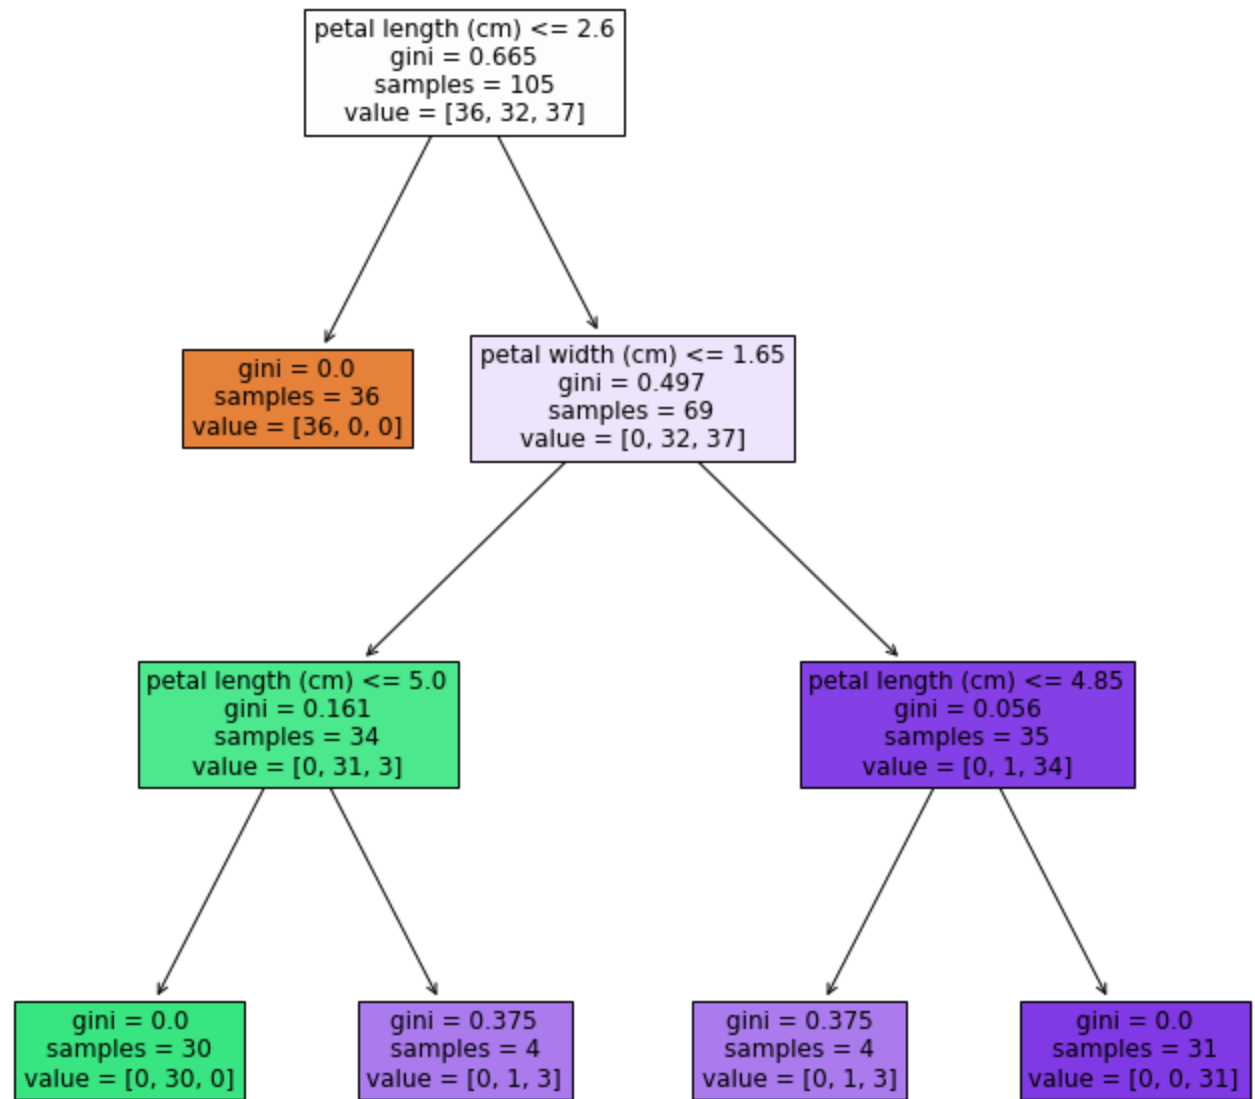 petal length (cm) <= 2.6
gini = 0.665
samples = 105
value = [36, 32, 37]
gini = 0.0
samples = 36
value = [36, 0, 0]
petal width (cm) <= 1.65
gini = 0.497
samples = 69
value = [0, 32, 37]
petal length (cm) <= 5.0
gini = 0.161
samples = 34
value = [0, 31, 3]
petal length (cm) <= 4.85
gini = 0.056
samples = 35
value = [0, 1, 34]
gini = 0.0
samples = 30
value = [0, 30, 0]
gini = 0.375
samples = 4
value = [0, 1, 3]
gini = 0.375
samples = 4
value = [0, 1, 3]
gini = 0.0
samples = 31
value = [0, 0, 31]